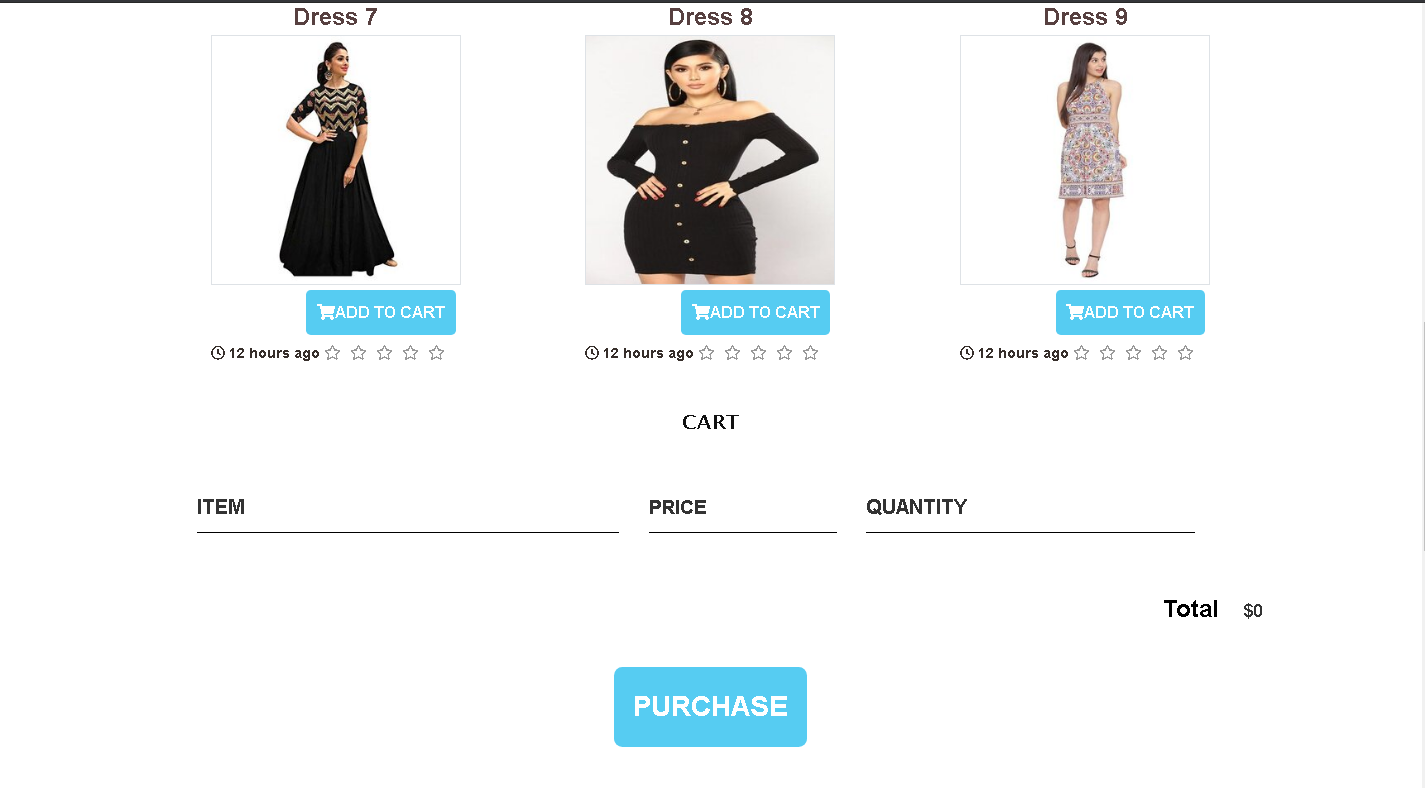 Dress 7
Dress 8
Dress 9
ADD TO CART
ADD TO CART
ADD TO CART
12 hours ago
12 hours ago
12 hours ago
CART
ITEM PRICE QUANTITY
Total $0
PURCHASE